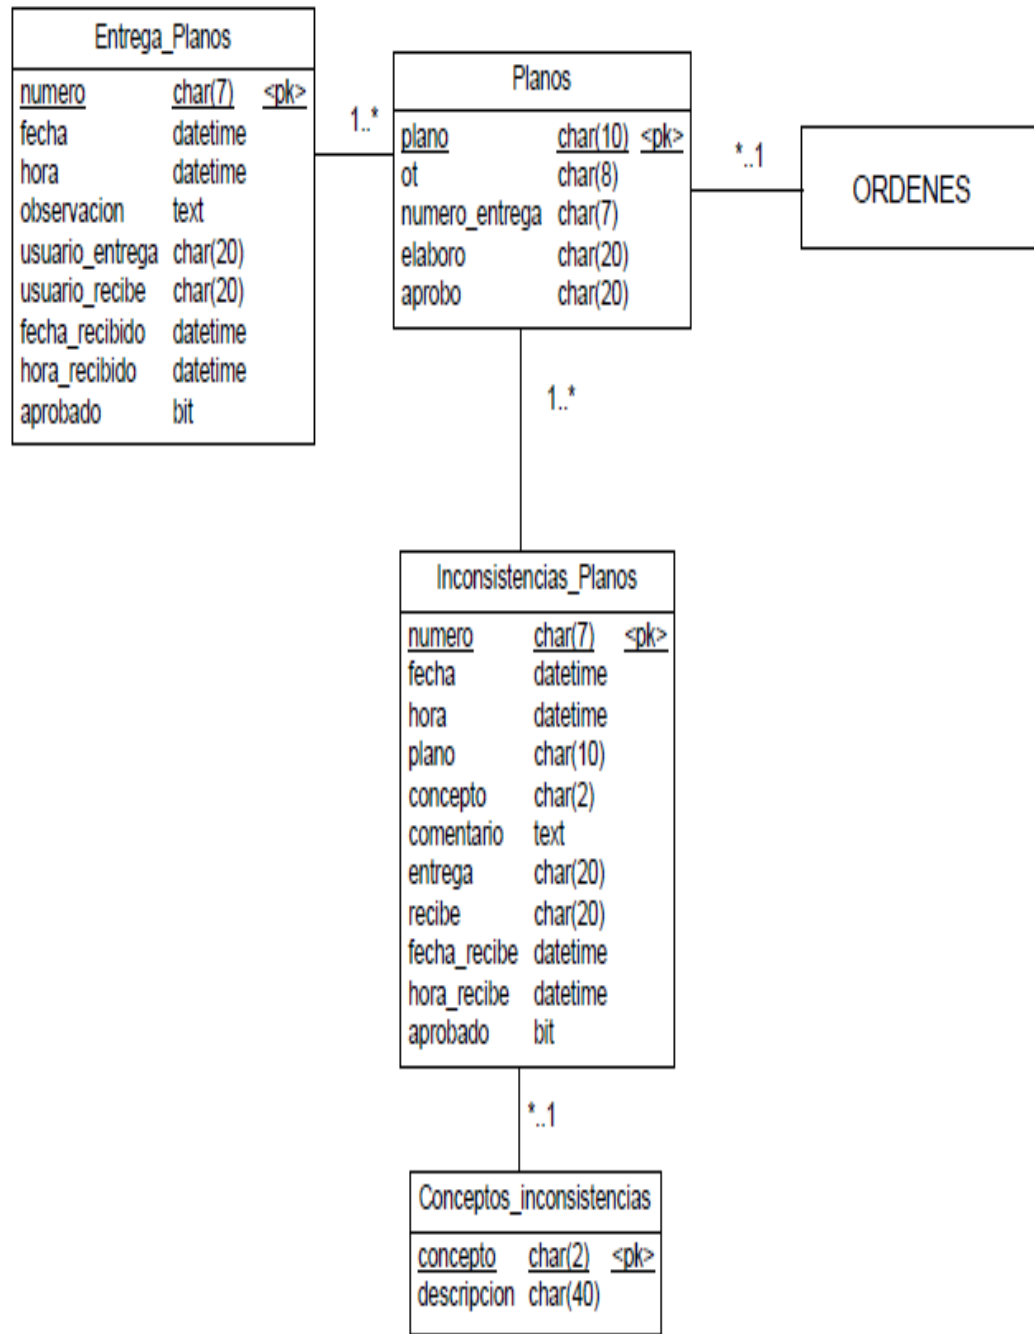 Entrega_Planos
numero char(7) <pk>
fecha datetime
hora datetime
observacion text
usuario_entrega char(20)
usuario_recibe char(20)
fecha_recibido datetime
hora_recibido datetime
aprobado bit
1..*
Planos
plano char(10) <pk>
ot char(8)
numero_entrega char(7)
elaboro char(20)
aprobo char(20)
*..1
ORDENES
1..*
Inconsistencias_Planos
numero char(7) <pk>
fecha datetime
hora datetime
plano char(10)
concepto char(2)
comentario text
entrega char(20)
recibe char(20)
fecha_recibe datetime
hora_recibe datetime
aprobado bit
*..1
Conceptos_inconsistencias
concepto char(2) <pk>
descripcion char(40)